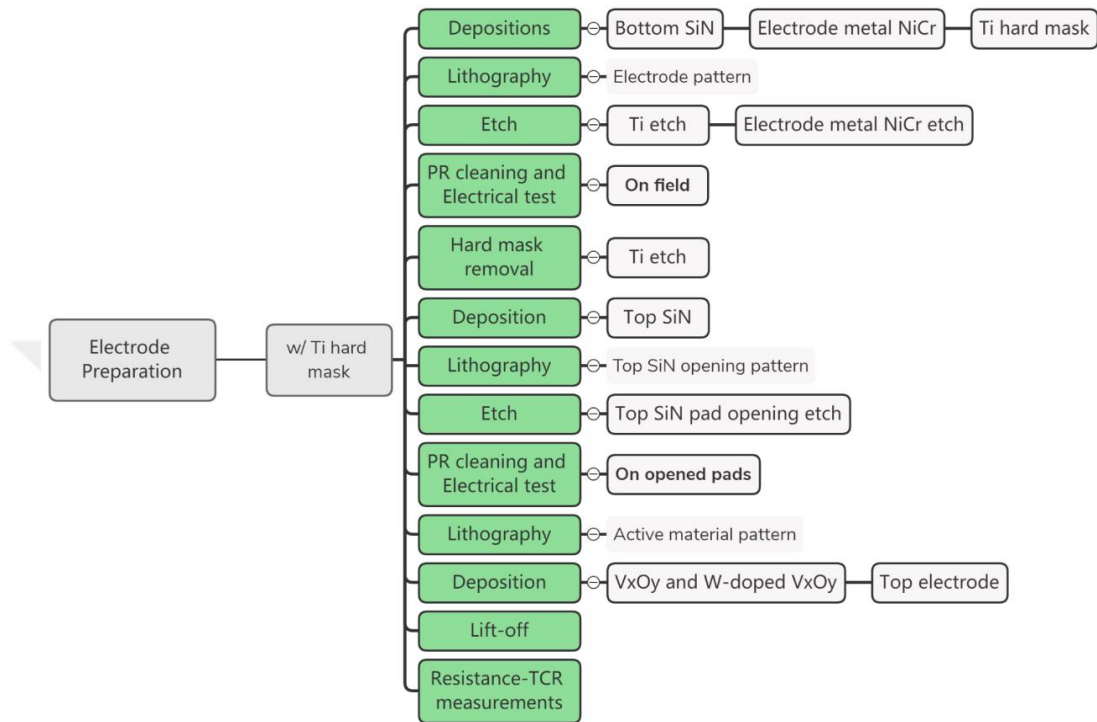 Electrode
Preparation
w/ Ti hard
mask
Depositions
Bottom SiN
Electrode metal NiCr
Ti hard mask
Lithography
Electrode pattern
Etch
Ti etch
Electrode metal NiCr etch
PR cleaning and
Electrical test
On field
Hard mask
removal
Ti etch
Deposition
Top SiN
Lithography
Top SiN opening pattern
Etch
Top SiN pad opening etch
PR cleaning and
Electrical test
On opened pads
Lithography
Active material pattern
Deposition
VxOy and W-doped VxOy
Top electrode
Lift-off
Resistance-TCR
measurements